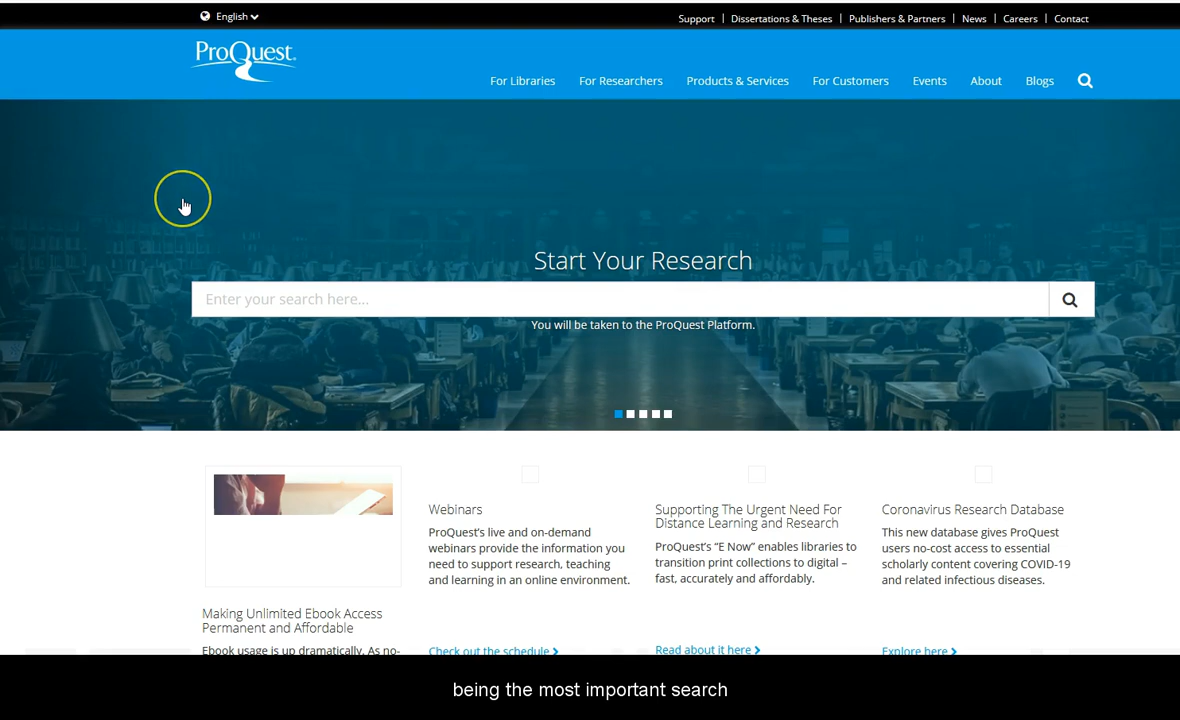 English
Support | Dissertations & Theses | Publishers & Partners | News | Careers | Contact
ProQuest
For Libraries For Researchers Products & Services For Customers Events About Blogs
Start Your Research
Enter your search here...
You will be taken to the ProQuest Platform.
Making Unlimited Ebook Access
Permanent and Affordable
Ebook usage is up dramatically. As no-
Webinars
ProQuest's live and on-demand
webinars provide the information you
need to support research, teaching
and learning in an online environment.
Check out the schedule
Supporting The Urgent Need For
Distance Learning and Research
ProQuest's “E Now” enables libraries to
transition print collections to digital –
fast, accurately and affordably.
Read about it here
Coronavirus Research Database
This new database gives ProQuest
users no-cost access to essential
scholarly content covering COVID-19
and related infectious diseases.
Explore here
being the most important search